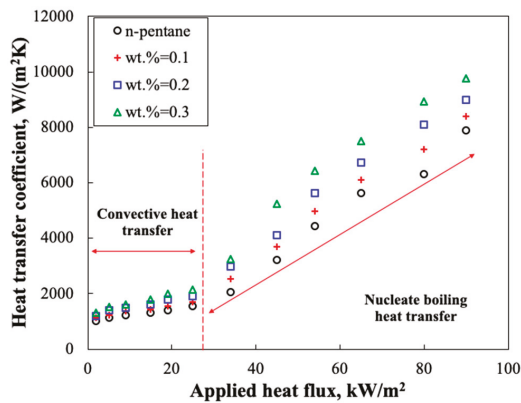 12000
10000
8000
6000
4000
2000
0
Heat transfer coefficient, W/(m²K)
n-pentane
wt.%=0.1
wt.%=0.2
wt.%=0.3
Convective heat
transfer
Nucleate boiling
heat transfer
0 20 40 60 80 100
Applied heat flux, kW/m²